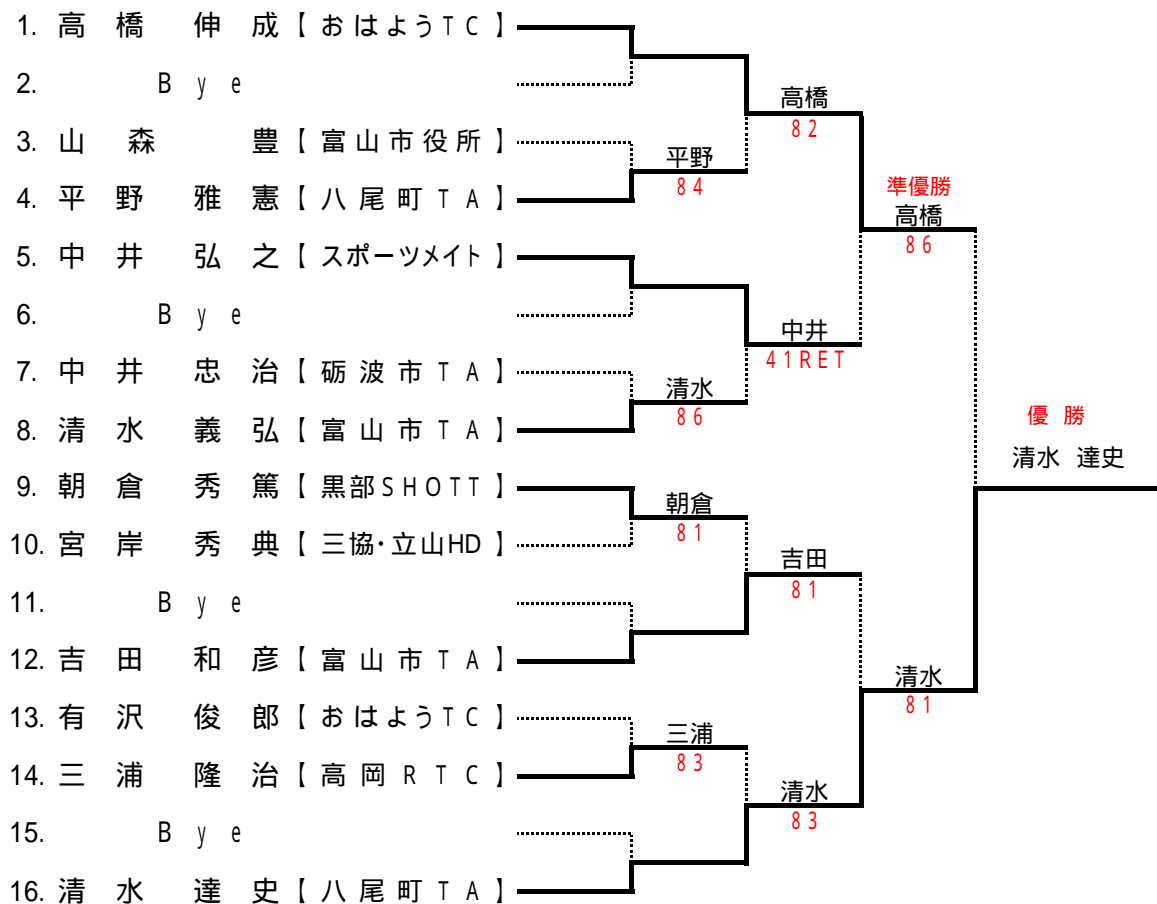 1. 高橋 伸成【おはようTC】
2. Bye
高橋
82
3. 山森 豊【富山市役所】
平野
84
4. 平野 雅憲【八尾町TA】
準優勝
高橋
86
5. 中井 弘之【スポーツメイト】
6. Bye
中井
41RET
7. 中井 忠治【砺波市TA】
清水
86
8. 清水 義弘【富山市TA】
優勝
清水 達史
9. 朝倉 秀篤【黒部SHOTT】
朝倉
81
10. 宮岸 秀典【三協・立山HD】
吉田
81
11. Bye
12. 吉田 和彦【富山市TA】
清水
81
13. 有沢 俊郎【おはようTC】
三浦
83
14. 三浦 隆治【高岡RTC】
清水
83
15. Bye
16. 清水 達史【八尾町TA】